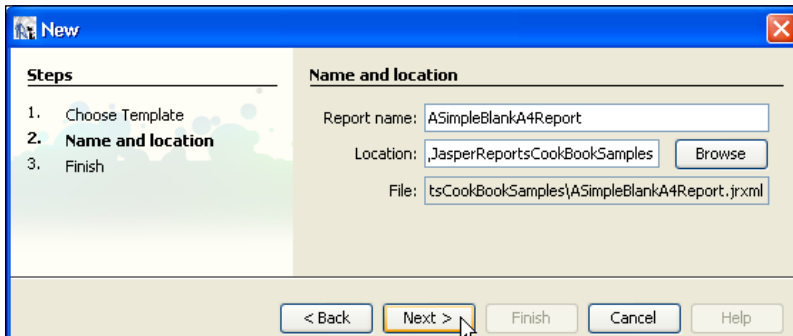 New
Steps
1. Choose Template
2. Name and location
3. Finish
Name and location
Report name: ASimpleBlankA4Report
Location: JasperReportsCookBookSamples Browse
File: tsCookBookSamples\ASimpleBlankA4Report.jrxml
< Back Next > Finish Cancel Help